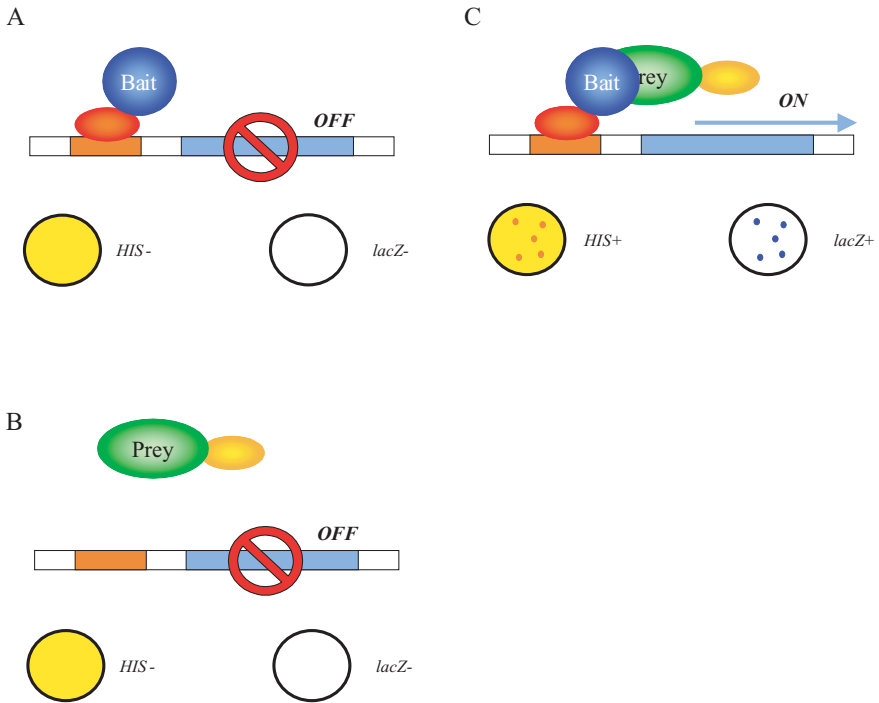 A
Bait
OFF
HIS-
lacZ-
B
Prey
OFF
HIS-
lacZ-
C
Bait
rey
ON
HIS+
lacZ+